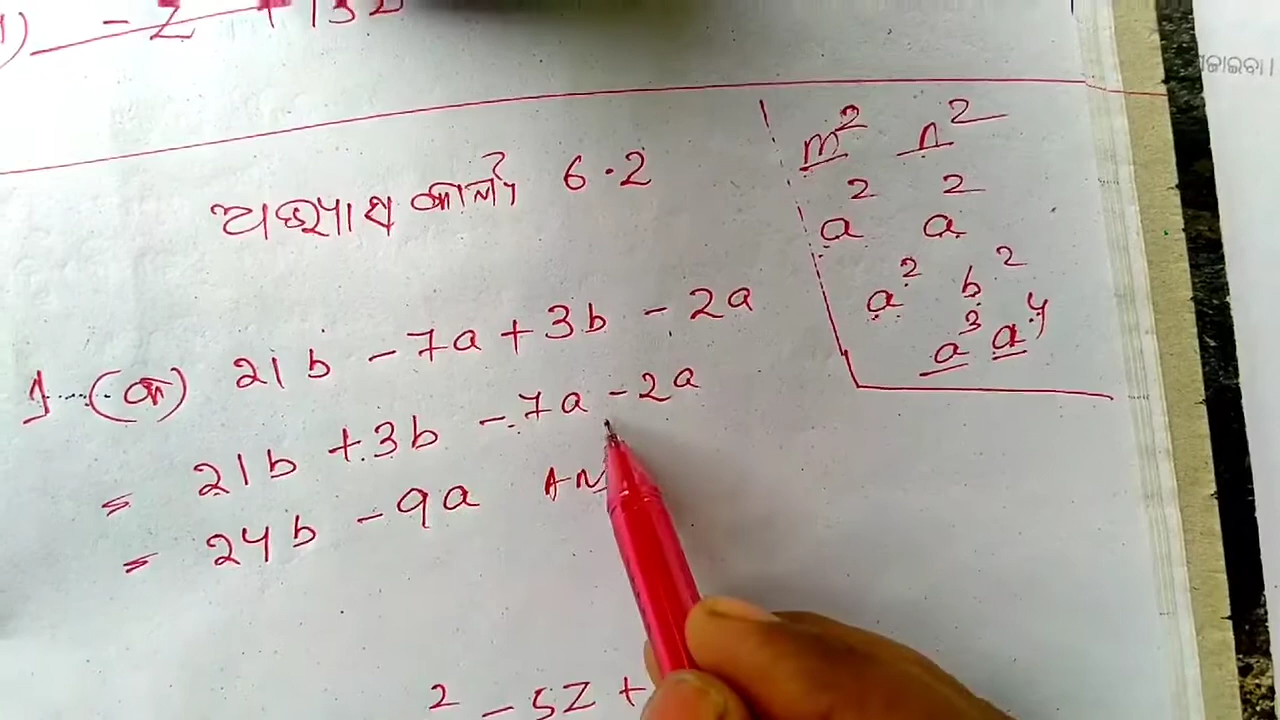 ଅଭ୍ୟାସ କାର୍ଯ୍ୟ 6.2
1. (କ) 21b - 7a + 3b - 2a
= 21b + 3b - 7a - 2a
= 24b - 9a An
m² n²
a² a²
a² b²
a³ a⁴
² - 5Z +